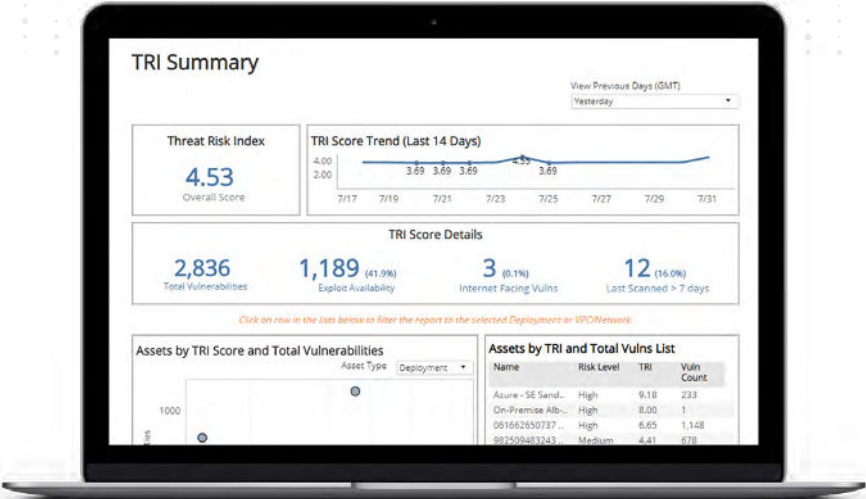 TRI Summary
View Previous Days (GMT)
Yesterday
Threat Risk Index
4.53
Overall Score
TRI Score Trend (Last 14 Days)
4.00
2.00
3.69 3.69 3.69 4.53 3.69
7/17 7/19 7/21 7/23 7/25 7/27 7/29 7/31
TRI Score Details
2,836
Total Vulnerabilities
1,189 (41.9%)
Exploit Availability
3 (0.1%)
Internet Facing Vulns
12 (16.0%)
Last Scanned > 7 days
Click on row in the lists below to filter the report to the selected Deployment or VPC/Network
Assets by TRI Score and Total Vulnerabilities
Asset Type Deployment
1000
Assets by TRI and Total Vulns List
Name Risk Level TRI Vuln Count
Azure - SE Sand.. High 9.18 233
On-Premise Alb-.. High 8.00 1
061662650737 .. High 6.65 1,148
982509483243 .. Medium 4.41 678